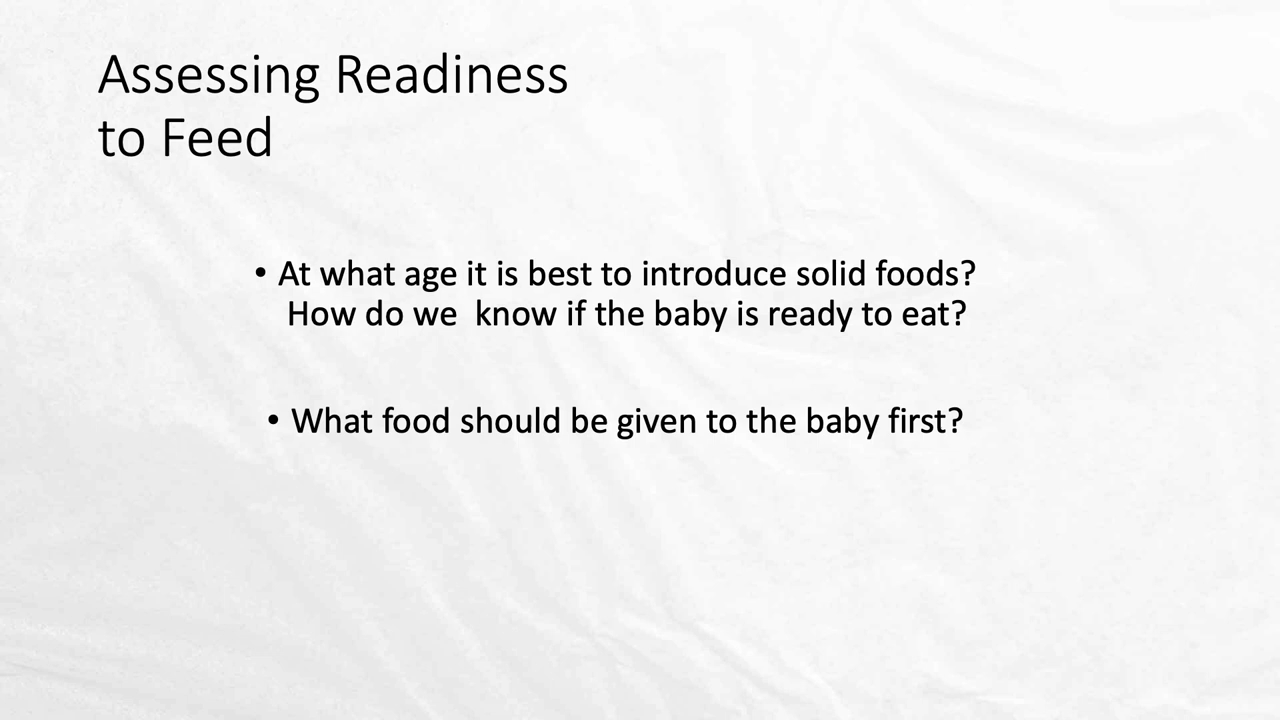 Assessing Readiness
to Feed
• At what age it is best to introduce solid foods?
How do we  know if the baby is ready to eat?
• What food should be given to the baby first?